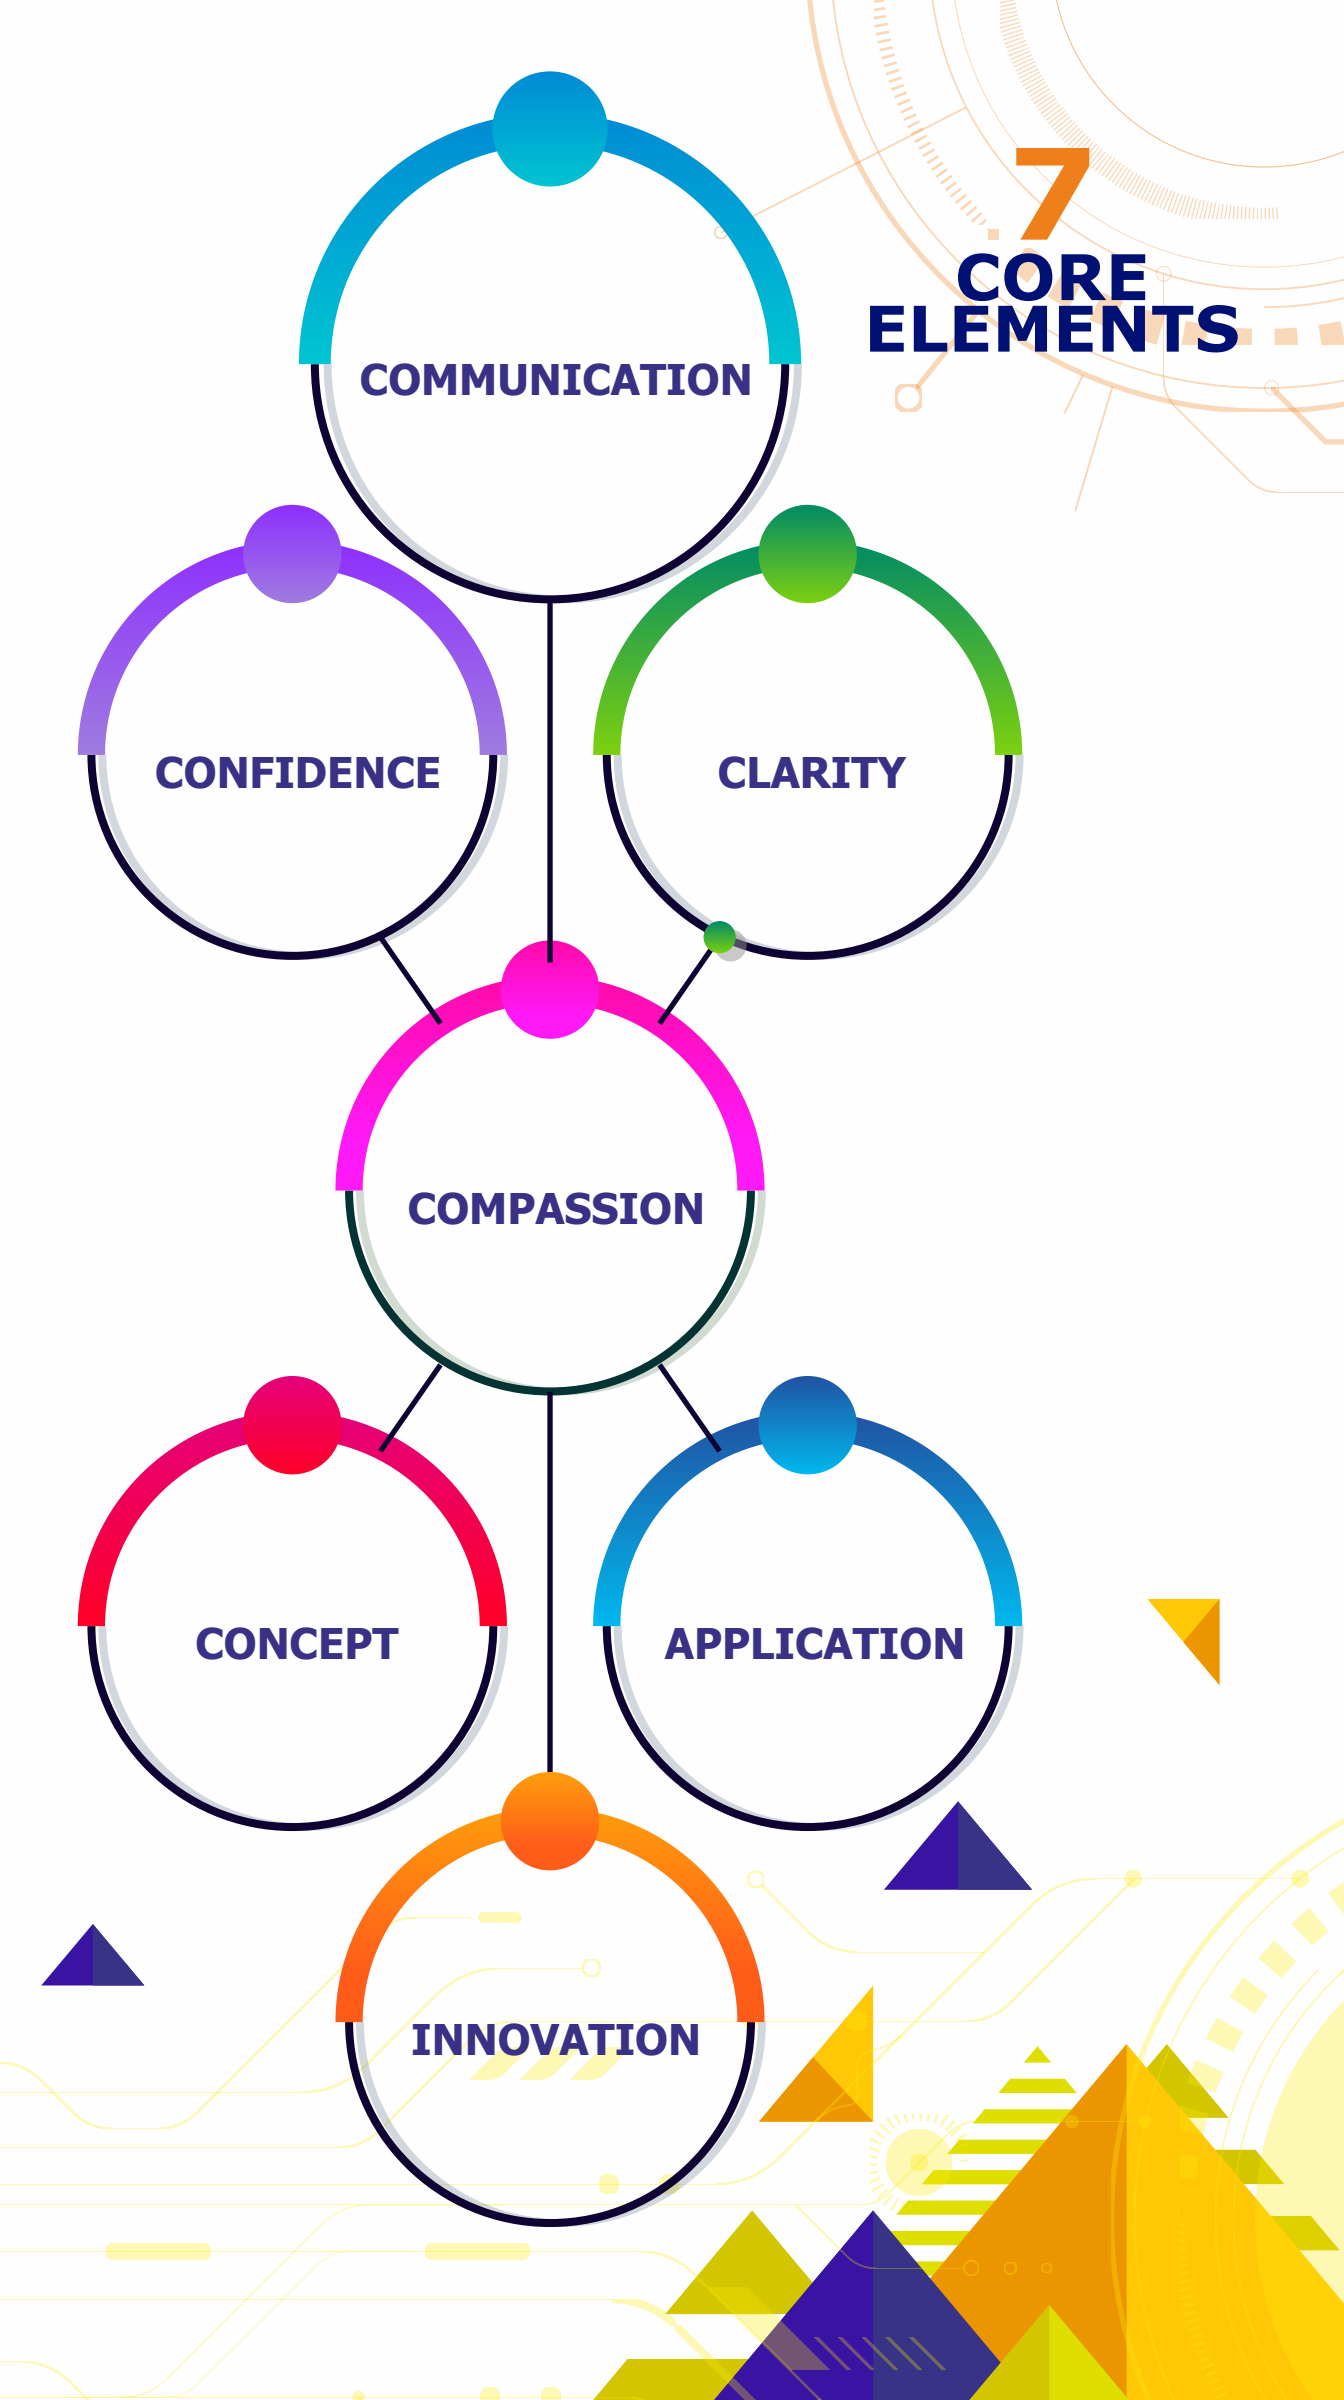 7
CORE
ELEMENTS
COMMUNICATION
CONFIDENCE
CLARITY
COMPASSION
CONCEPT
APPLICATION
INNOVATION